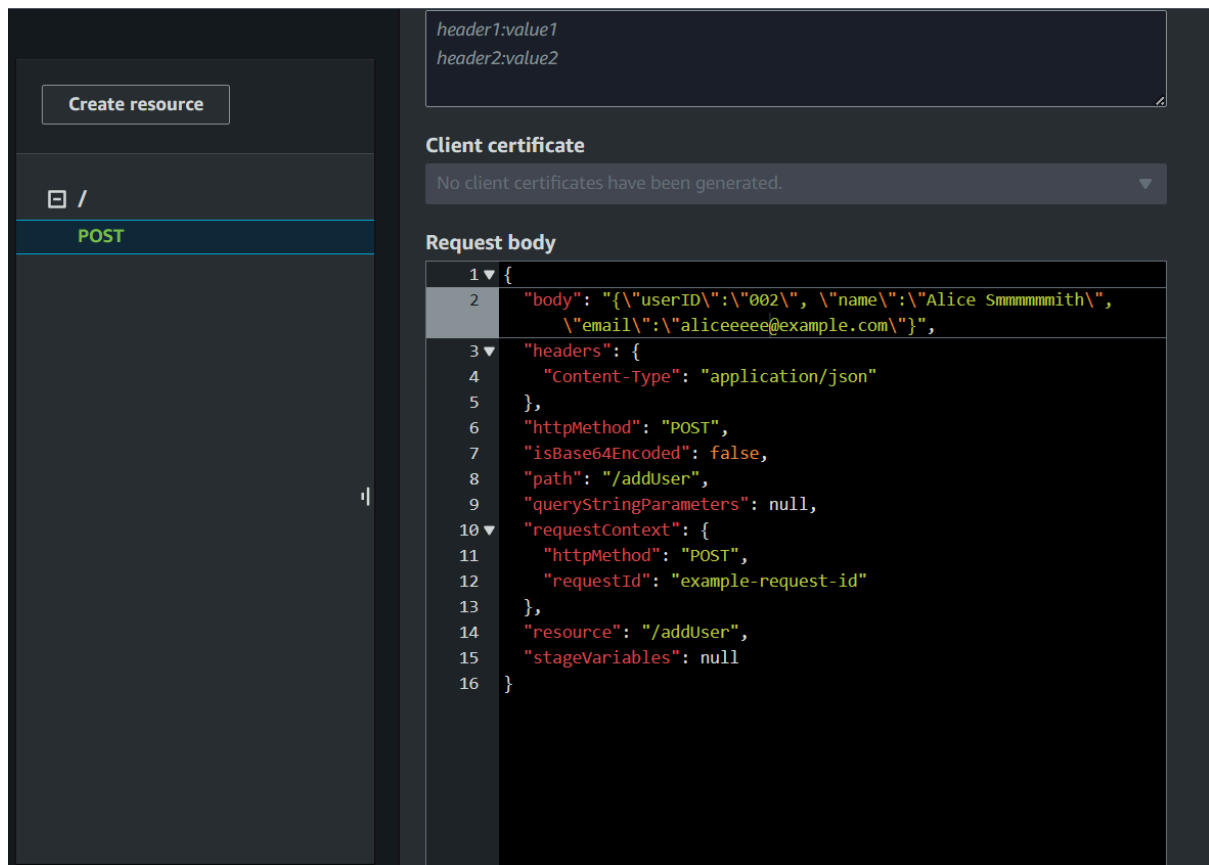 header1:value1
header2:value2
Create resource
Client certificate
No client certificates have been generated.
/
POST
Request body
1 {
2 "body": "{\"userID\":\"002\", \"name\":\"Alice Smmmmmmith\",
\"email\":\"aliceeeee@example.com\"}",
3 "headers": {
4 "Content-Type": "application/json"
5 },
6 "httpMethod": "POST",
7 "isBase64Encoded": false,
8 "path": "/addUser",
9 "queryStringParameters": null,
10 "requestContext": {
11 "httpMethod": "POST",
12 "requestId": "example-request-id"
13 },
14 "resource": "/addUser",
15 "stageVariables": null
16 }